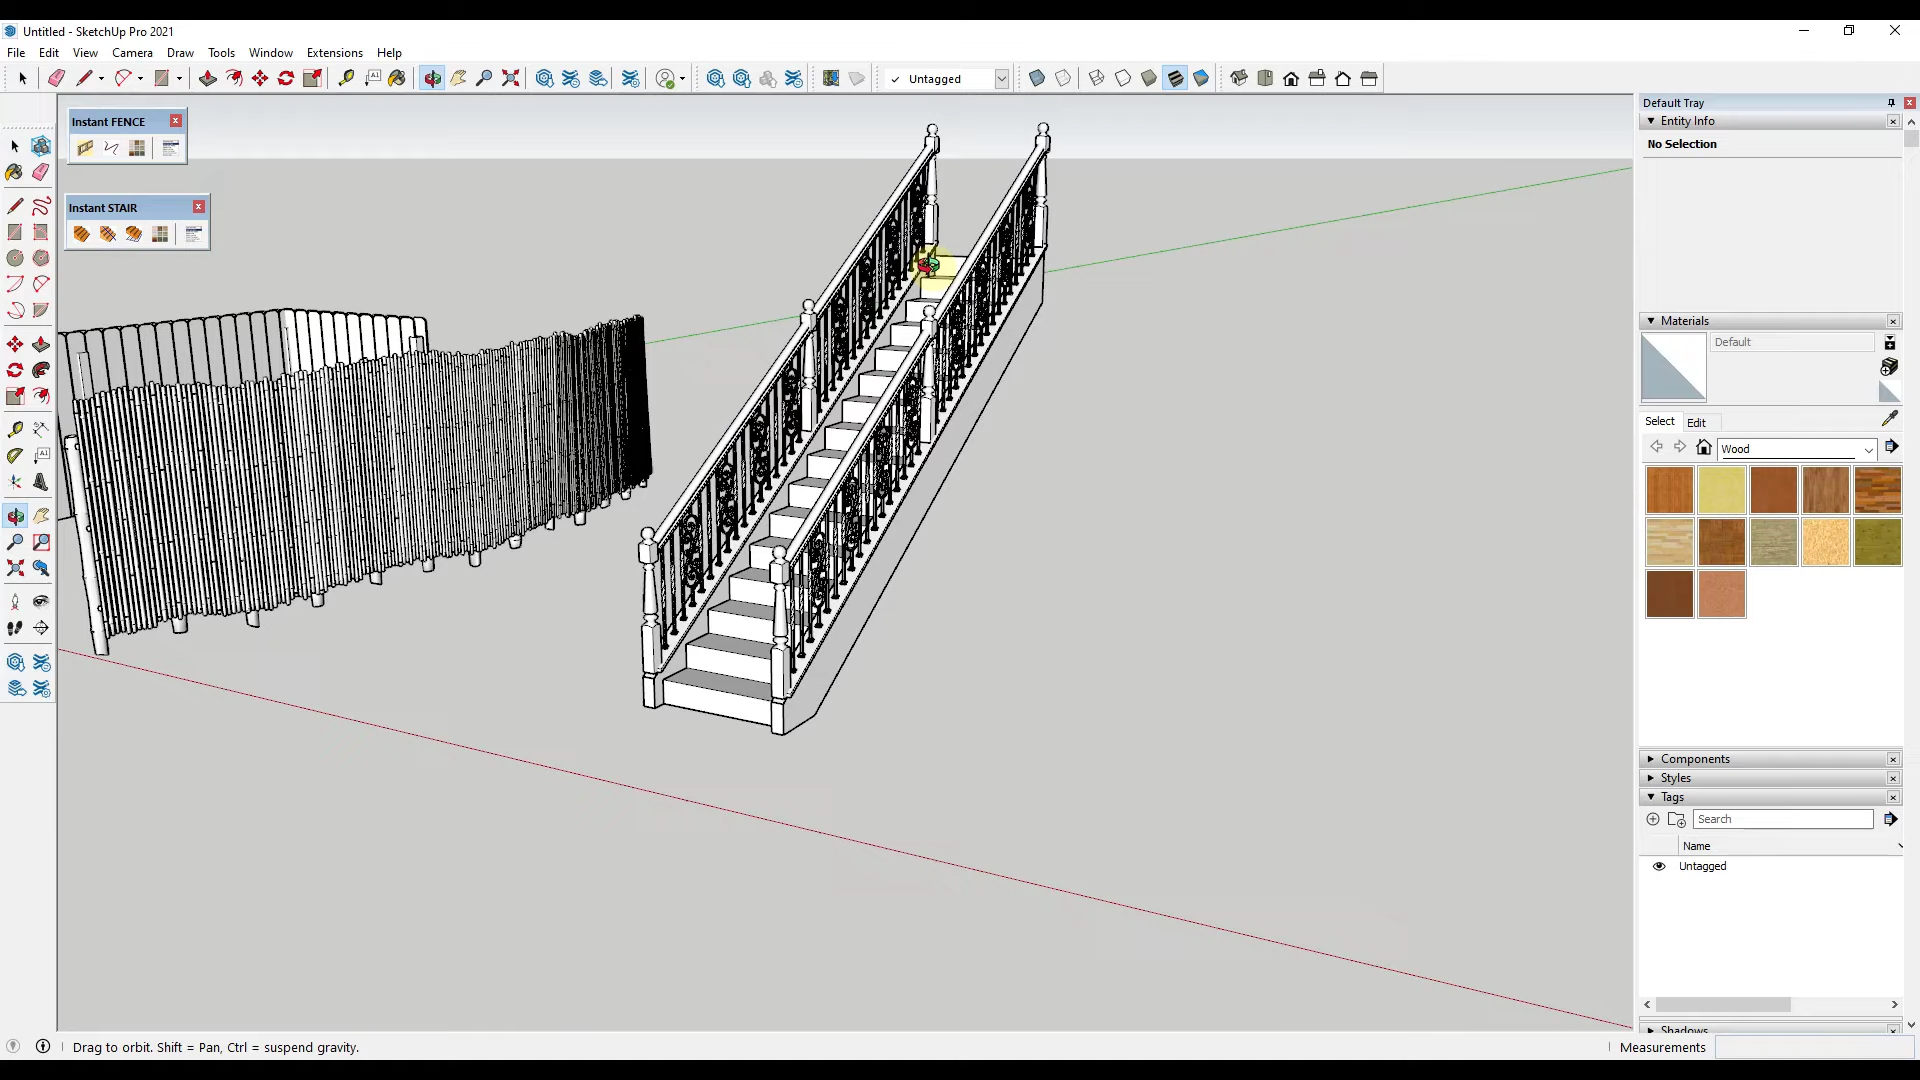 Untitled - SketchUp Pro 2021
File Edit View Camera Draw Tools Window Extensions Help
Untagged
Default Tray
Instant FENCE
Entity Info
No Selection
Instant STAIR
Materials
Default
Select Edit
Wood
Components
Styles
Tags
Search
Name
Untagged
Shadows
Drag to orbit. Shift = Pan, Ctrl = suspend gravity.
Measurements